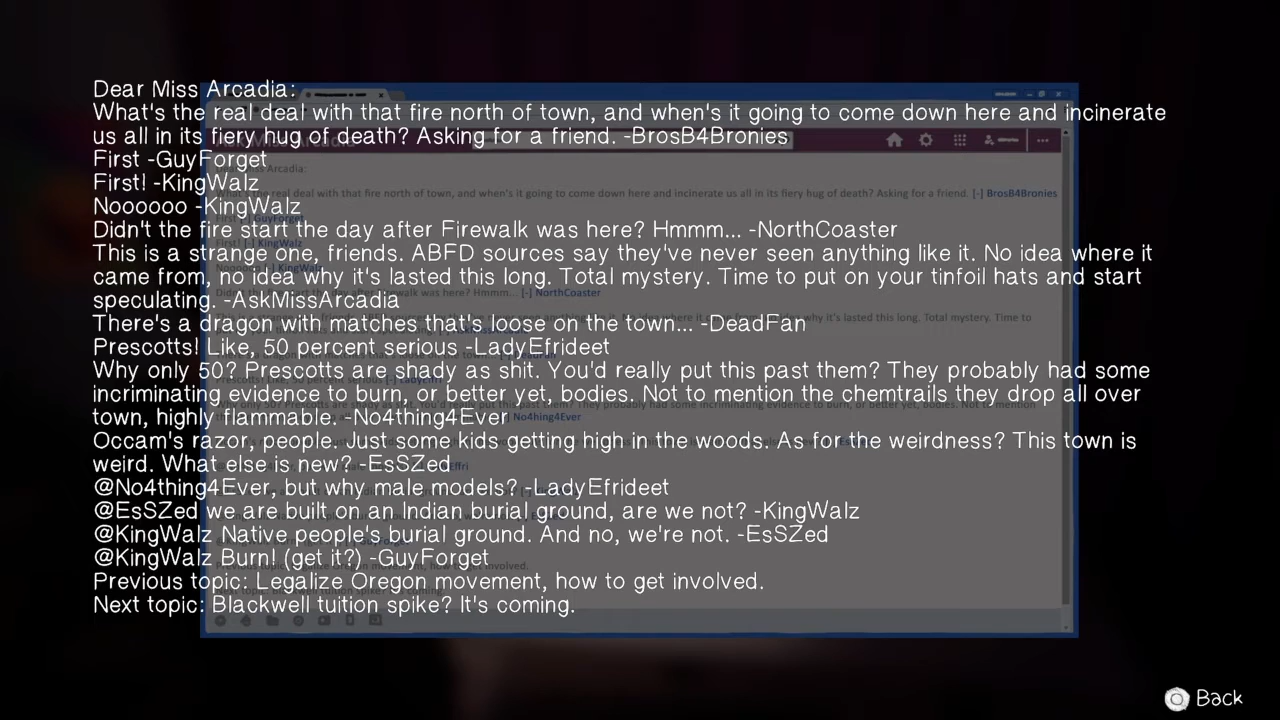 Dear Miss Arcadia:
What's the real deal with that fire north of town, and when's it going to come down here and incinerate
us all in its fiery hug of death? Asking for a friend. -BrosB4Bronies
First -GuyForget
First! -KingWalz
Noooooo -KingWalz
Didn't the fire start the day after Firewalk was here? Hmmm... -NorthCoaster
This is a strange one, friends. ABFD sources say they've never seen anything like it. No idea where it
came from, no idea why it's lasted this long. Total mystery. Time to put on your tinfoil hats and start
speculating. -AskMissArcadia
There's a dragon with matches that's loose on the town... -DeadFan
Prescotts! Like, 50 percent serious -LadyEfrideet
Why only 50? Prescotts are shady as shit. You'd really put this past them? They probably had some
incriminating evidence to burn, or better yet, bodies. Not to mention the chemtrails they drop all over
town, highly flammable. -No4thing4Ever
Occam's razor, people. Just some kids getting high in the woods. As for the weirdness? This town is
weird. What else is new? -EsSZed
@No4thing4Ever, but why male models? -LadyEfrideet
@EsSZed we are built on an Indian burial ground, are we not? -KingWalz
@KingWalz Native people's burial ground. And no, we're not. -EsSZed
@KingWalz Burn! (get it?) -GuyForget
Previous topic: Legalize Oregon movement, how to get involved.
Next topic: Blackwell tuition spike? It's coming.
Back